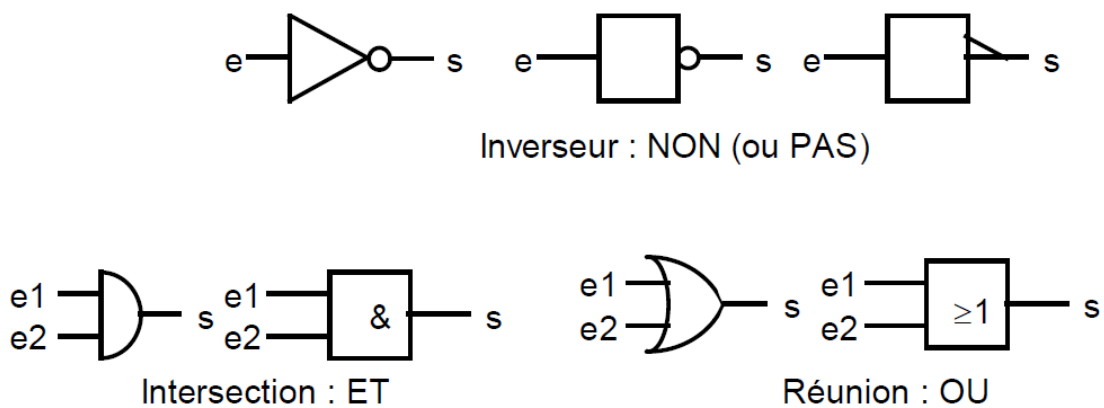 e s e s e s
Inverseur : NON (ou PAS)
e1 e1 e1 e1
s & s s ≥1 s
e2 e2 e2 e2
Intersection : ET Réunion : OU